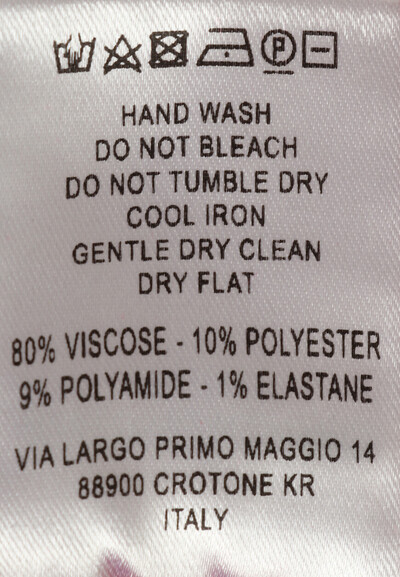 P
HAND WASH
DO NOT BLEACH
DO NOT TUMBLE DRY
COOL IRON
GENTLE DRY CLEAN
DRY FLAT
80% VISCOSE - 10% POLYESTER
9% POLYAMIDE - 1% ELASTANE
VIA LARGO PRIMO MAGGIO 14
88900 CROTONE KR
ITALY